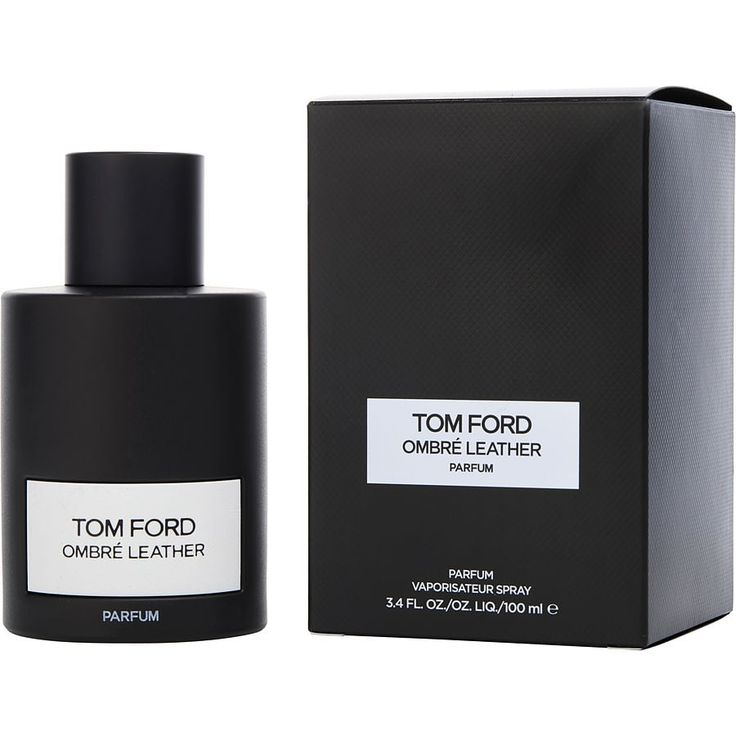 TOM FORD
OMBRÉ LEATHER
PARFUM
TOM FORD
OMBRÉ LEATHER
PARFUM
PARFUM
VAPORISATEUR SPRAY
3.4 FL. OZ./OZ. LIQ./100 ml ℮